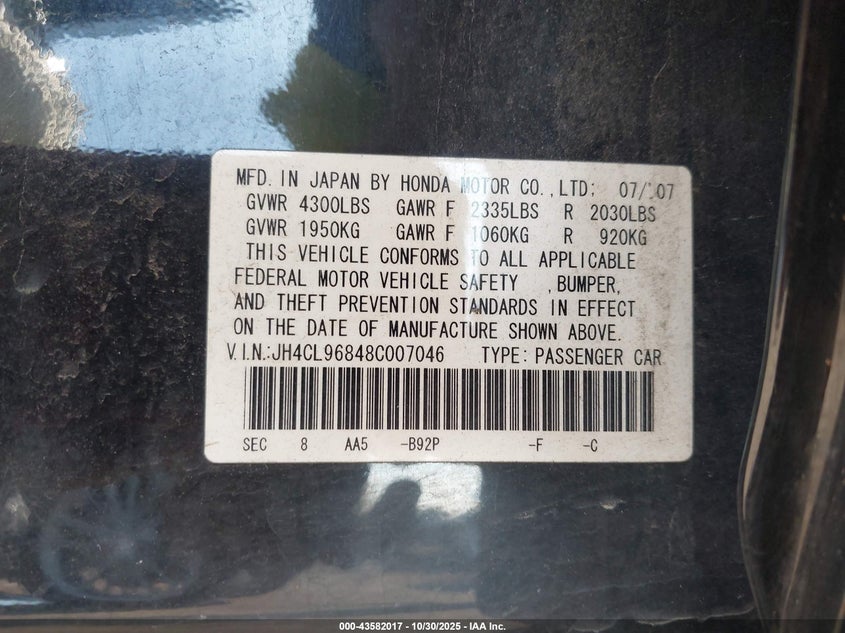 MFD. IN JAPAN BY HONDA MOTOR CO., LTD; 07/07
GVWR 4300LBS GAWR F 2335LBS R 2030LBS
GVWR 1950KG GAWR F 1060KG R 920KG
THIS VEHICLE CONFORMS TO ALL APPLICABLE
FEDERAL MOTOR VEHICLE SAFETY , BUMPER,
AND THEFT PREVENTION STANDARDS IN EFFECT
ON THE DATE OF MANUFACTURE SHOWN ABOVE.
V.I.N.:JH4CL96848C007046 TYPE: PASSENGER CAR
SEC 8 AA5 -B92P -F -C
000-43582017 - 10/30/2025 - IAA Inc.